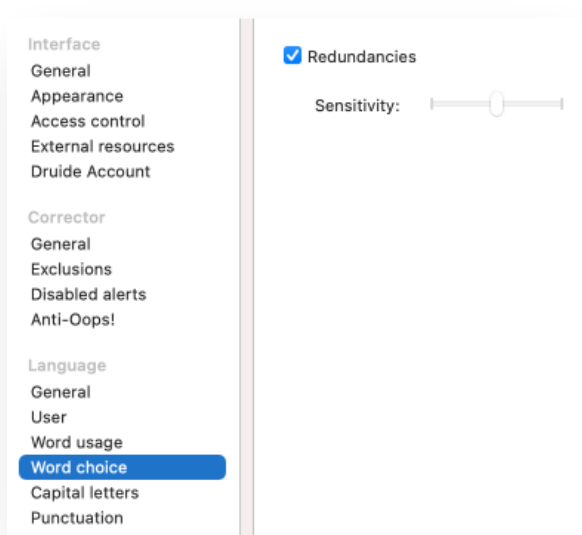 Interface
General
Appearance
Access control
External resources
Druide Account
Corrector
General
Exclusions
Disabled alerts
Anti-Oops!
Language
General
User
Word usage
Word choice
Capital letters
Punctuation
Redundancies
Sensitivity: